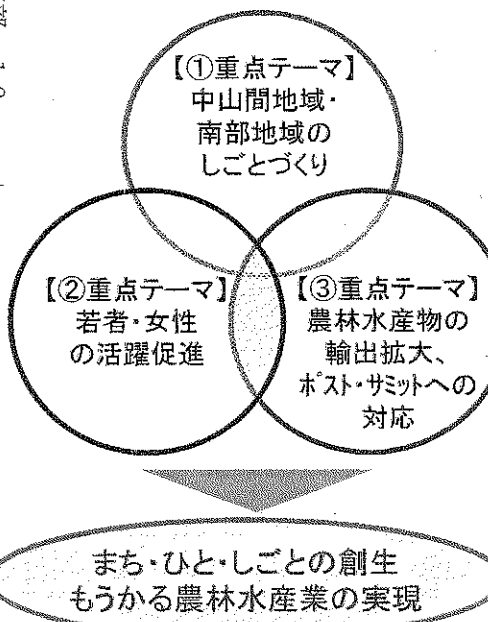 【①重点テーマ】
中山間地域・
南部地域の
しごとづくり
【②重点テーマ】
若者・女性
の活躍促進
【③重点テーマ】
農林水産物の
輸出拡大、
ポスト・サミットへの
対応
まち・ひと・しごとの創生
もうかる農林水産業の実現